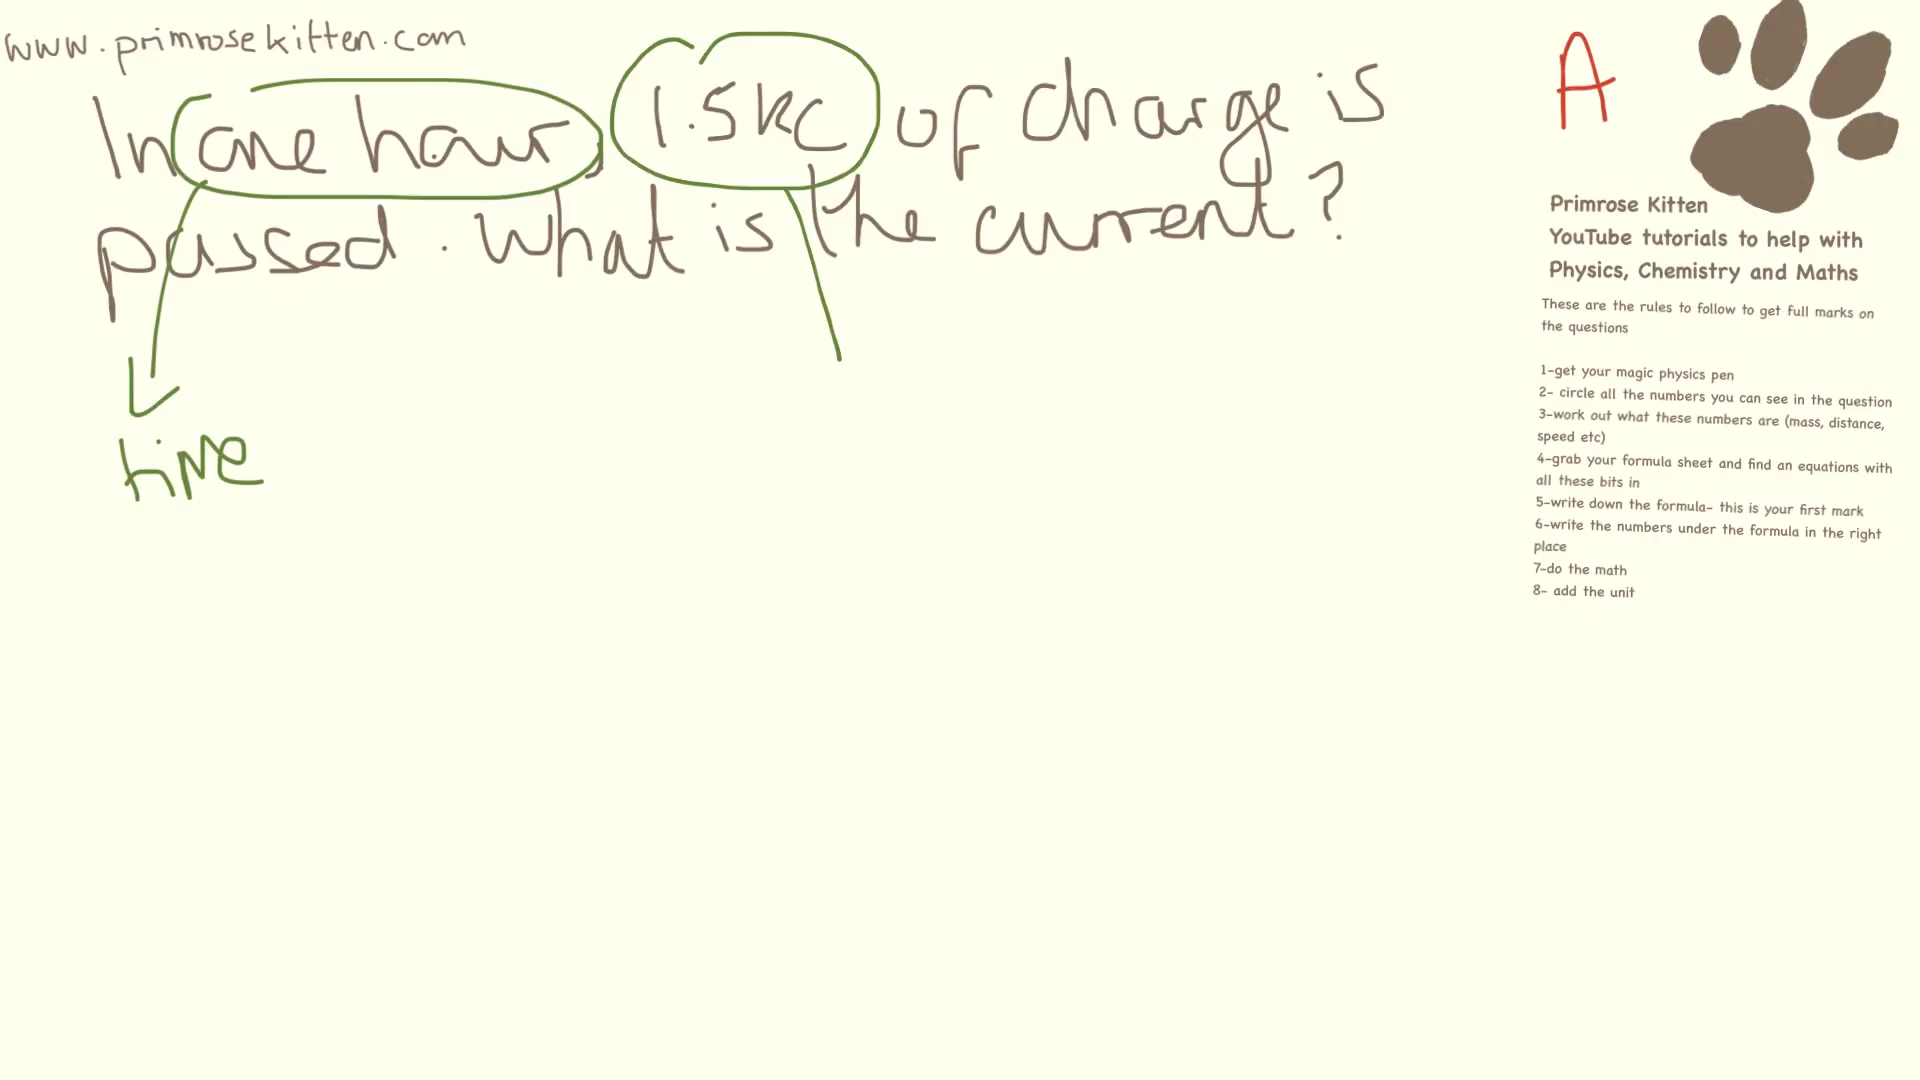 www.primrosekitten.com
In one hour, 1.5kC of charge is
passed. What is the current?
time
A
Primrose Kitten
YouTube tutorials to help with
Physics, Chemistry and Maths
These are the rules to follow to get full marks on
the questions
1-get your magic physics pen
2- circle all the numbers you can see in the question
3-work out what these numbers are (mass, distance,
speed etc)
4-grab your formula sheet and find an equations with
all these bits in
5-write down the formula- this is your first mark
6-write the numbers under the formula in the right
place
7-do the math
8- add the unit